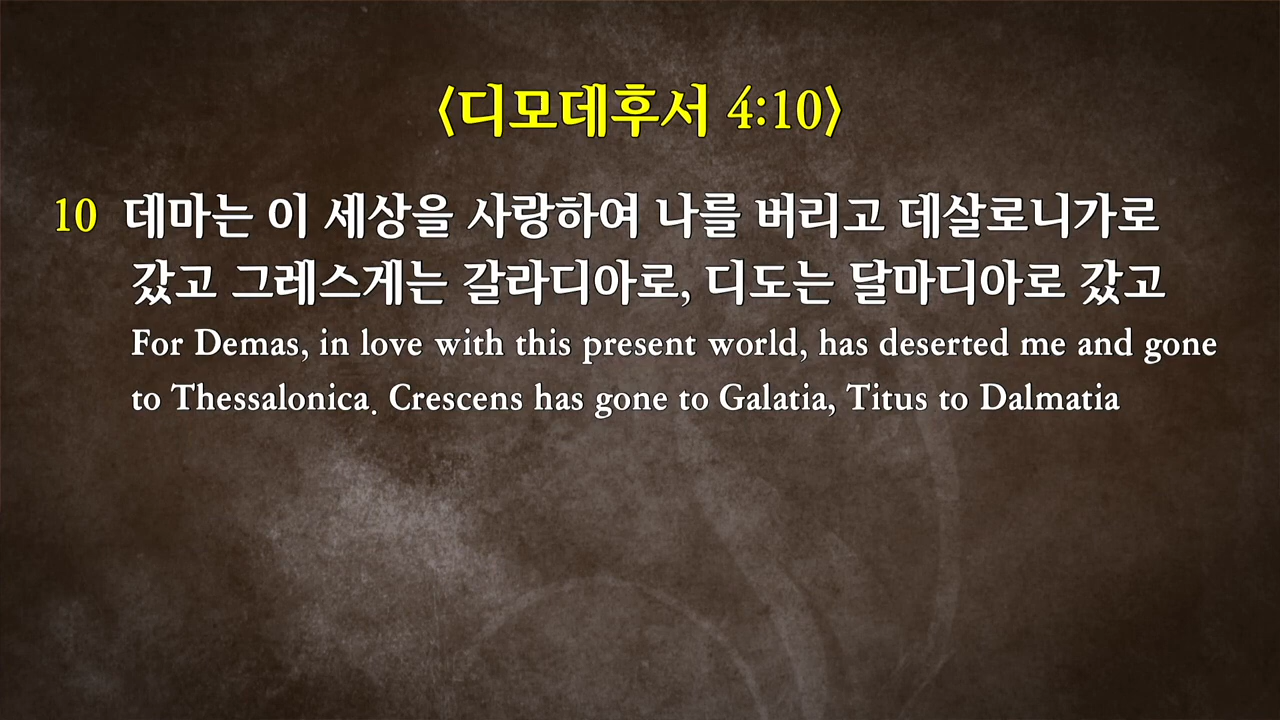 〈디모데후서 4:10〉
10 데마는 이 세상을 사랑하여 나를 버리고 데살로니가로
갔고 그레스게는 갈라디아로, 디도는 달마디아로 갔고
For Demas, in love with this present world, has deserted me and gone
to Thessalonica. Crescens has gone to Galatia, Titus to Dalmatia